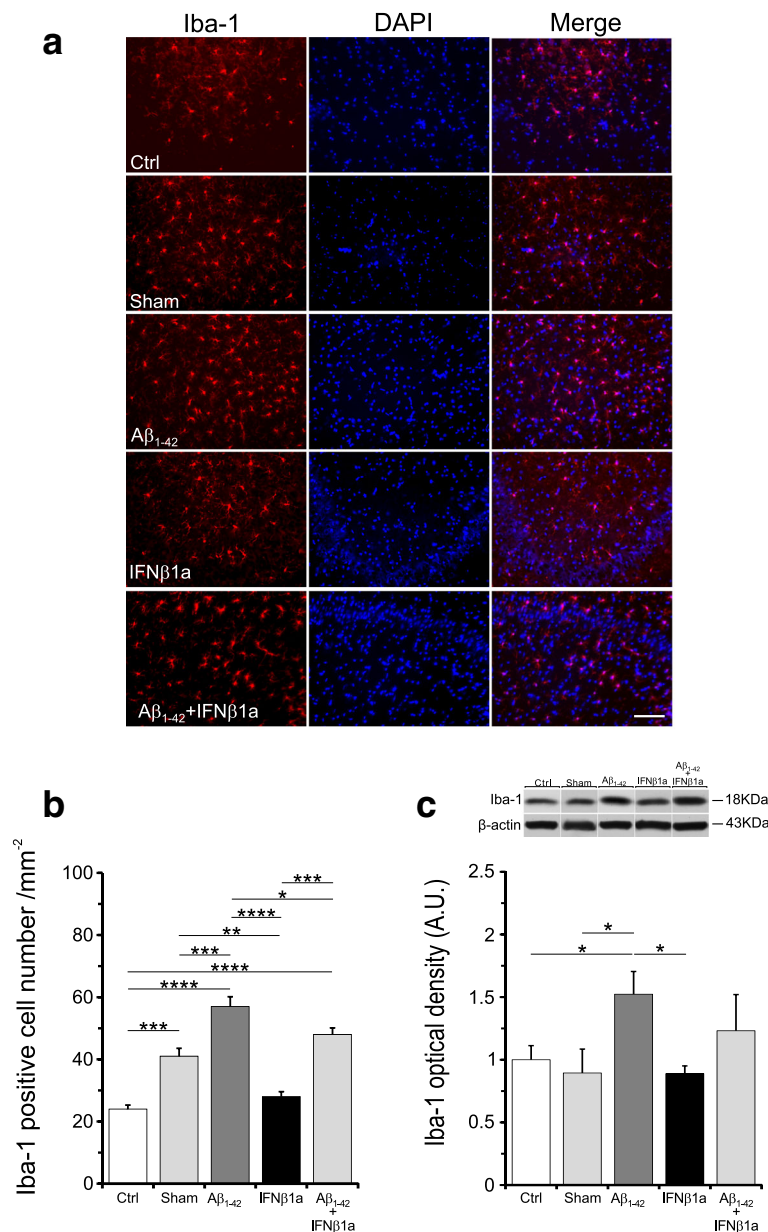 a
Iba-1 DAPI Merge
Ctrl
Sham
Aβ1-42
IFNβ1a
Aβ1-42+IFNβ1a
b
Iba-1 positive cell number /mm-2
100
80
60
40
20
0
***
*
****
**
***
****
****
***
Ctrl Sham Aβ1-42 IFNβ1a Aβ1-42
+
IFNβ1a
c
Ctrl Sham Aβ1-42 IFNβ1a Aβ1-42
+
IFNβ1a
Iba-1 18KDa
β-actin 43KDa
Iba-1 optical density (A.U.)
2.5
2
1.5
1
0.5
0
*
* *
Ctrl Sham Aβ1-42 IFNβ1a Aβ1-42
+
IFNβ1a